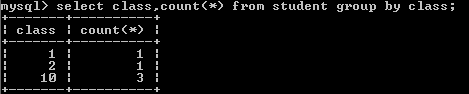 mysql> select class,count(*) from student group by class;
+-------+----------+
| class | count(*) |
+-------+----------+
| 1 | 1 |
| 2 | 1 |
| 10 | 3 |
+-------+----------+